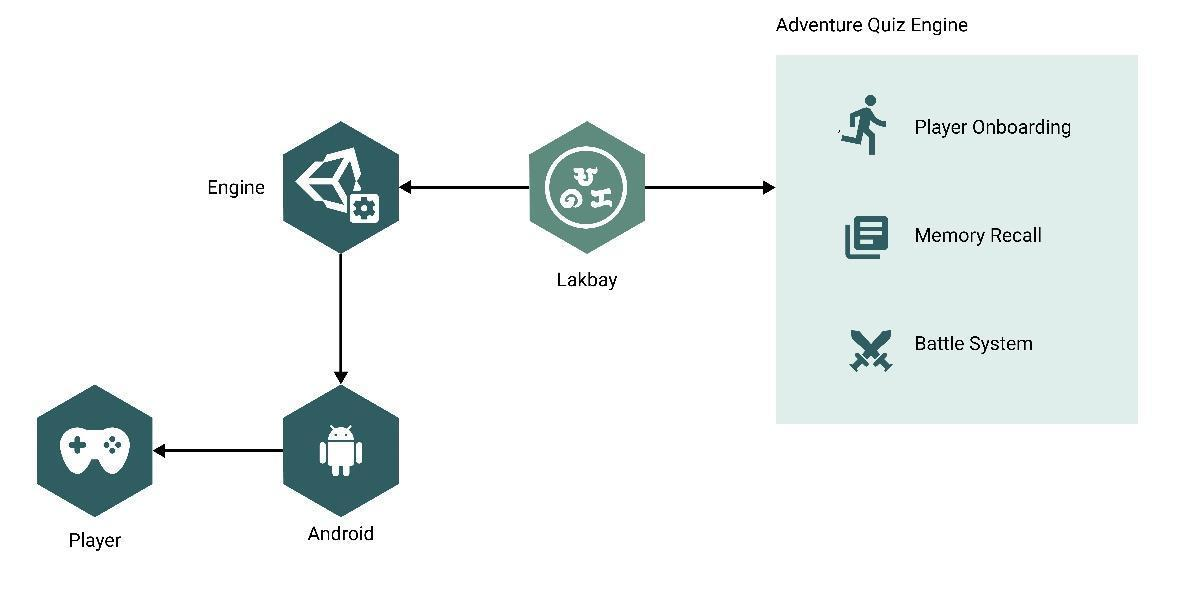 Adventure Quiz Engine
Player Onboarding
Engine
Memory Recall
Lakbay
Battle System
Android
Player